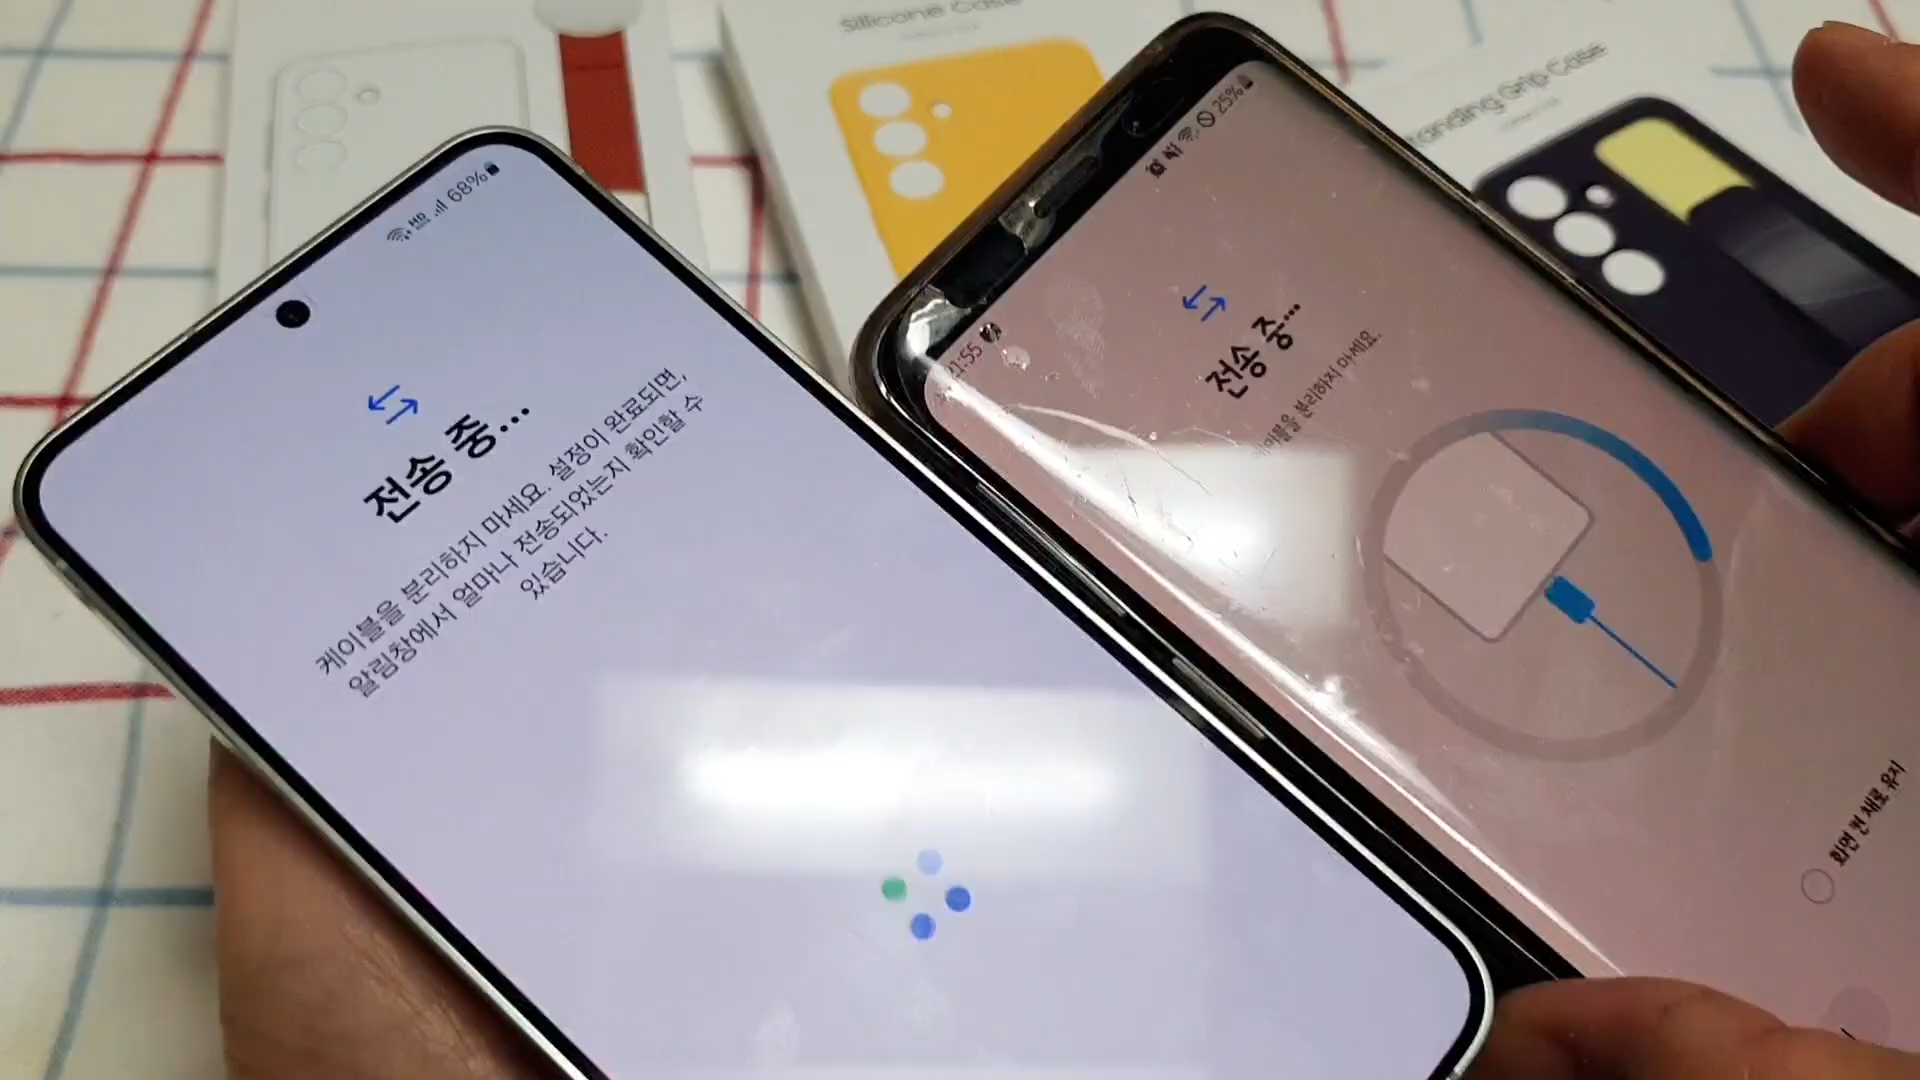 Silicone Case
Standing Grip Case
68%
전송 중...
케이블을 분리하지 마세요. 설정이 완료되면,
알림창에서 얼마나 전송되었는지 확인할 수
있습니다.
25%
21:55
전송 중...
케이블을 분리하지 마세요.
화면 켠 채로 유지